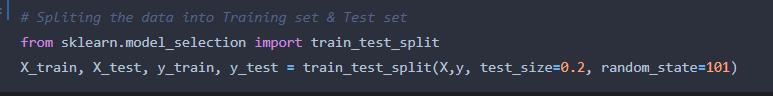 # Spliting the data into Training set & Test set
from sklearn.model_selection import train_test_split
X_train, X_test, y_train, y_test = train_test_split(X,y, test_size=0.2, random_state=101)